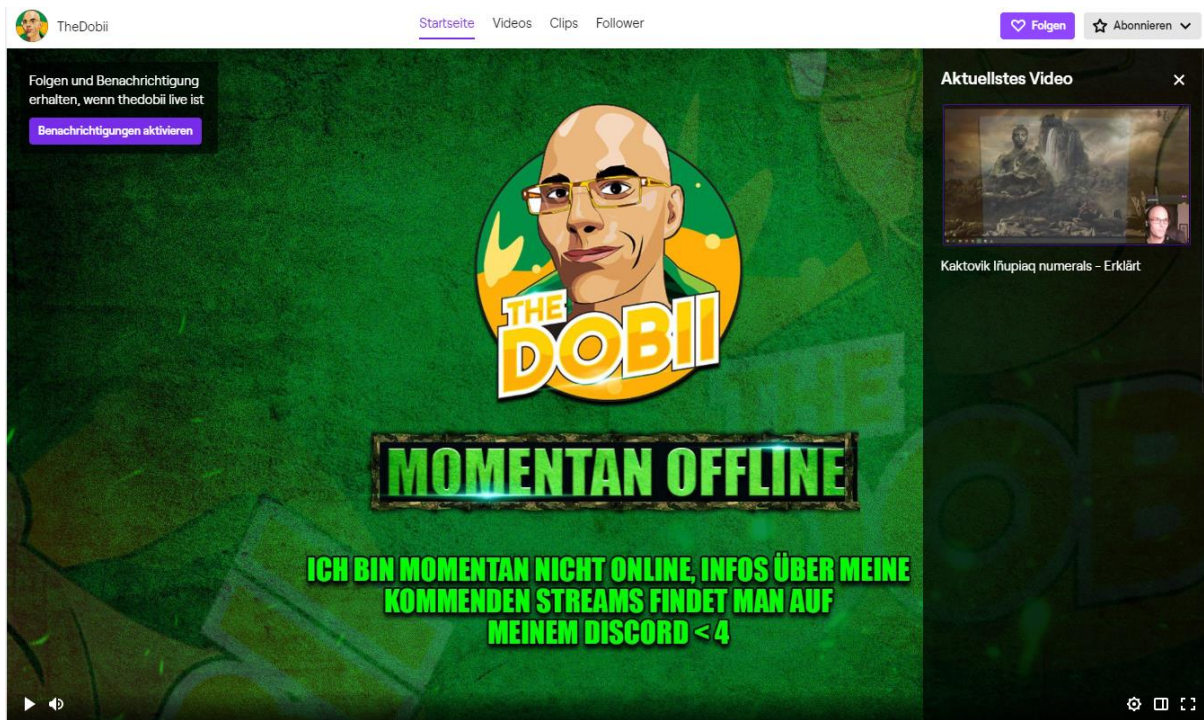 TheDobii
Startseite Videos Clips Follower
Folgen Abonnieren
Folgen und Benachrichtigung
erhalten, wenn thedobii live ist
Benachrichtigungen aktivieren
THE
DOBII
MOMENTAN OFFLINE
ICH BIN MOMENTAN NICHT ONLINE, INFOS ÜBER MEINE
KOMMENDEN STREAMS FINDET MAN AUF
MEINEM DISCORD < 4
Aktuellstes Video
Kaktovik Iñupiaq numerals - Erklärt